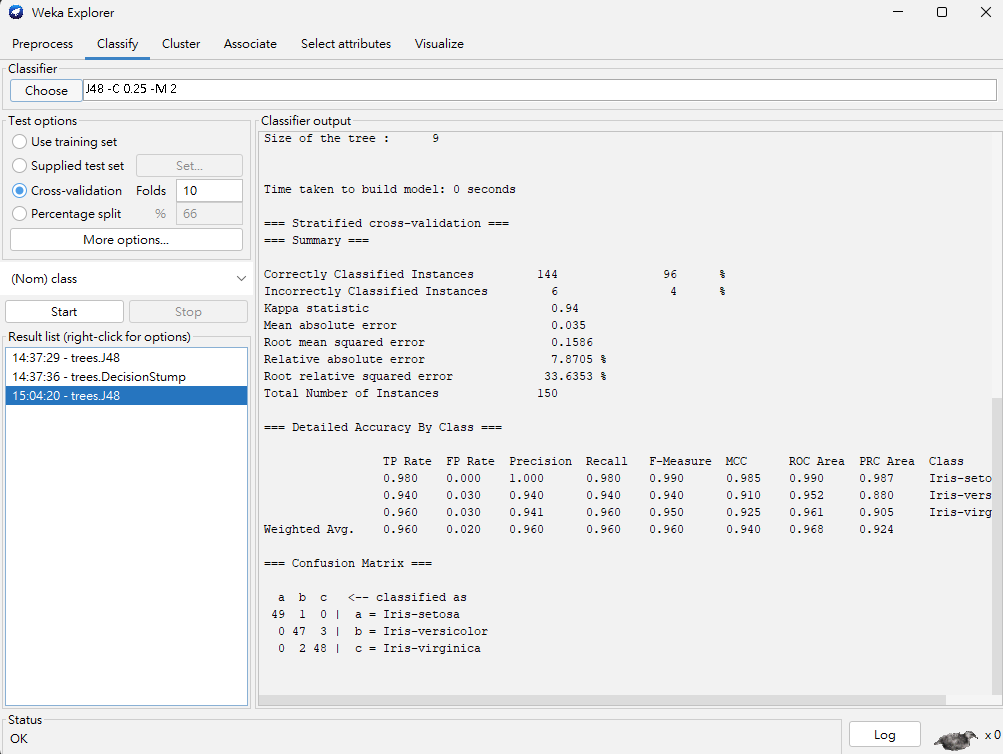 Weka Explorer
Preprocess Classify Cluster Associate Select attributes Visualize
Classifier
Choose J48 -C 0.25 -M 2
Test options
Use training set
Supplied test set Set...
Cross-validation Folds 10
Percentage split % 66
More options...
(Nom) class
Start Stop
Result list (right-click for options)
14:37:29 - trees.J48
14:37:36 - trees.DecisionStump
15:04:20 - trees.J48
Classifier output
Size of the tree : 9
Time taken to build model: 0 seconds
=== Stratified cross-validation ===
=== Summary ===
Correctly Classified Instances 144 96 %
Incorrectly Classified Instances 6 4 %
Kappa statistic 0.94
Mean absolute error 0.035
Root mean squared error 0.1586
Relative absolute error 7.8705 %
Root relative squared error 33.6353 %
Total Number of Instances 150
=== Detailed Accuracy By Class ===
TP Rate FP Rate Precision Recall F-Measure MCC ROC Area PRC Area Class
0.980 0.000 1.000 0.980 0.990 0.985 0.990 0.987 Iris-seto
0.940 0.030 0.940 0.940 0.940 0.910 0.952 0.880 Iris-vers
0.960 0.030 0.941 0.960 0.950 0.925 0.961 0.905 Iris-virg
Weighted Avg. 0.960 0.020 0.960 0.960 0.960 0.940 0.968 0.924
=== Confusion Matrix ===
a b c <-- classified as
49 1 0 | a = Iris-setosa
0 47 3 | b = Iris-versicolor
0 2 48 | c = Iris-virginica
Status
OK
Log x 0